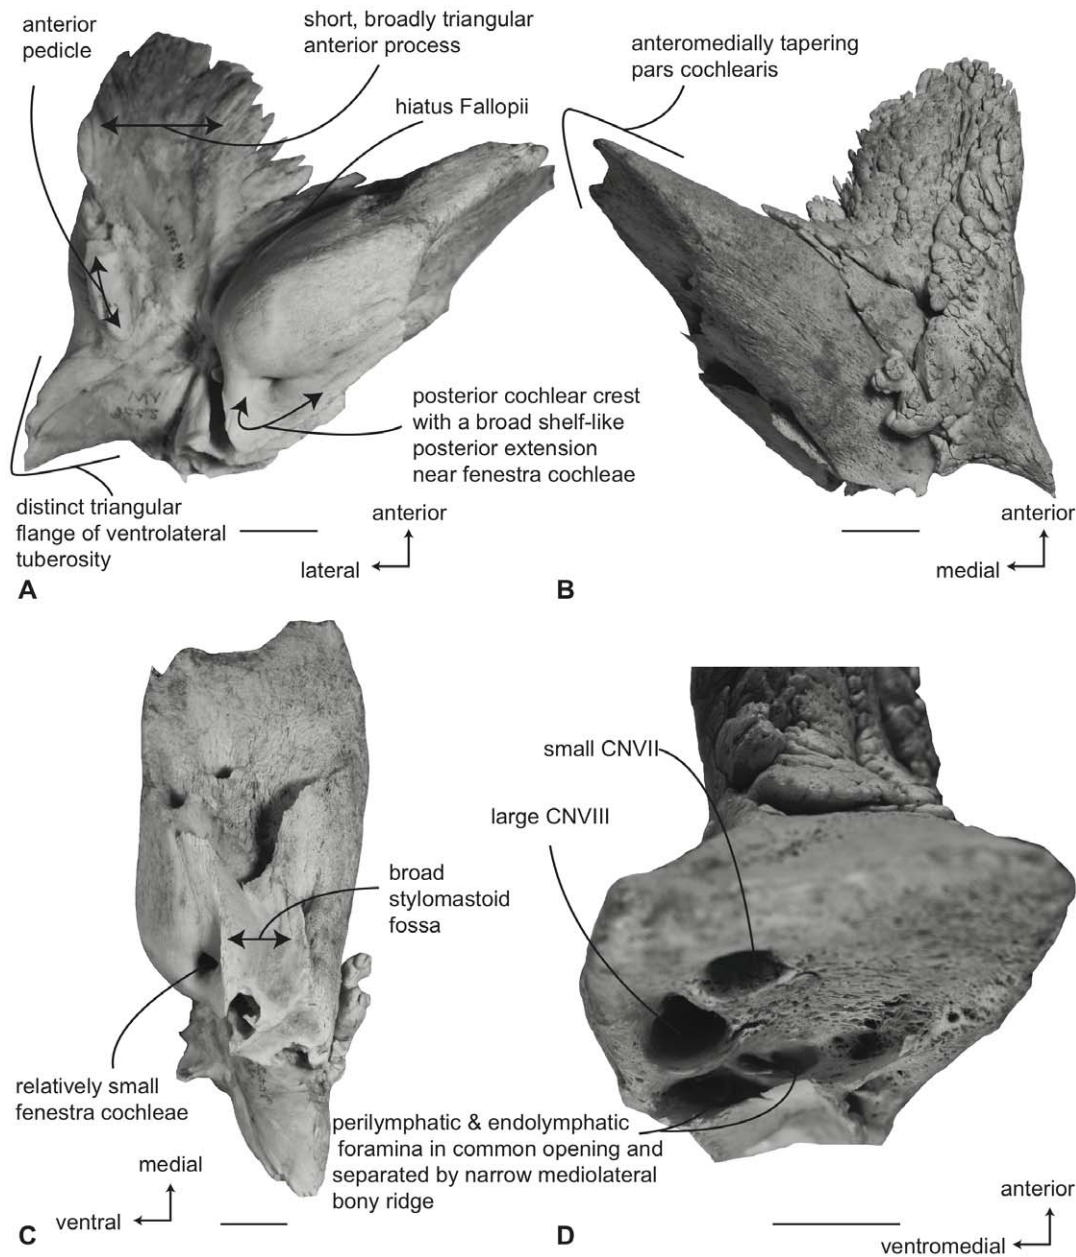 anterior
pedicle
short, broadly triangular
anterior process
hiatus Fallopii
anteromedially tapering
pars cochlearis
posterior cochlear crest
with a broad shelf-like
posterior extension
near fenestra cochleae
distinct triangular
flange of ventrolateral
tuberosity
anterior
lateral
A
anterior
medial
B
small CNVII
large CNVIII
broad
stylomastoid
fossa
relatively small
fenestra cochleae
perilymphatic & endolymphatic
foramina in common opening and
separated by narrow mediolateral
bony ridge
medial
ventral
C
anterior
ventromedial
D